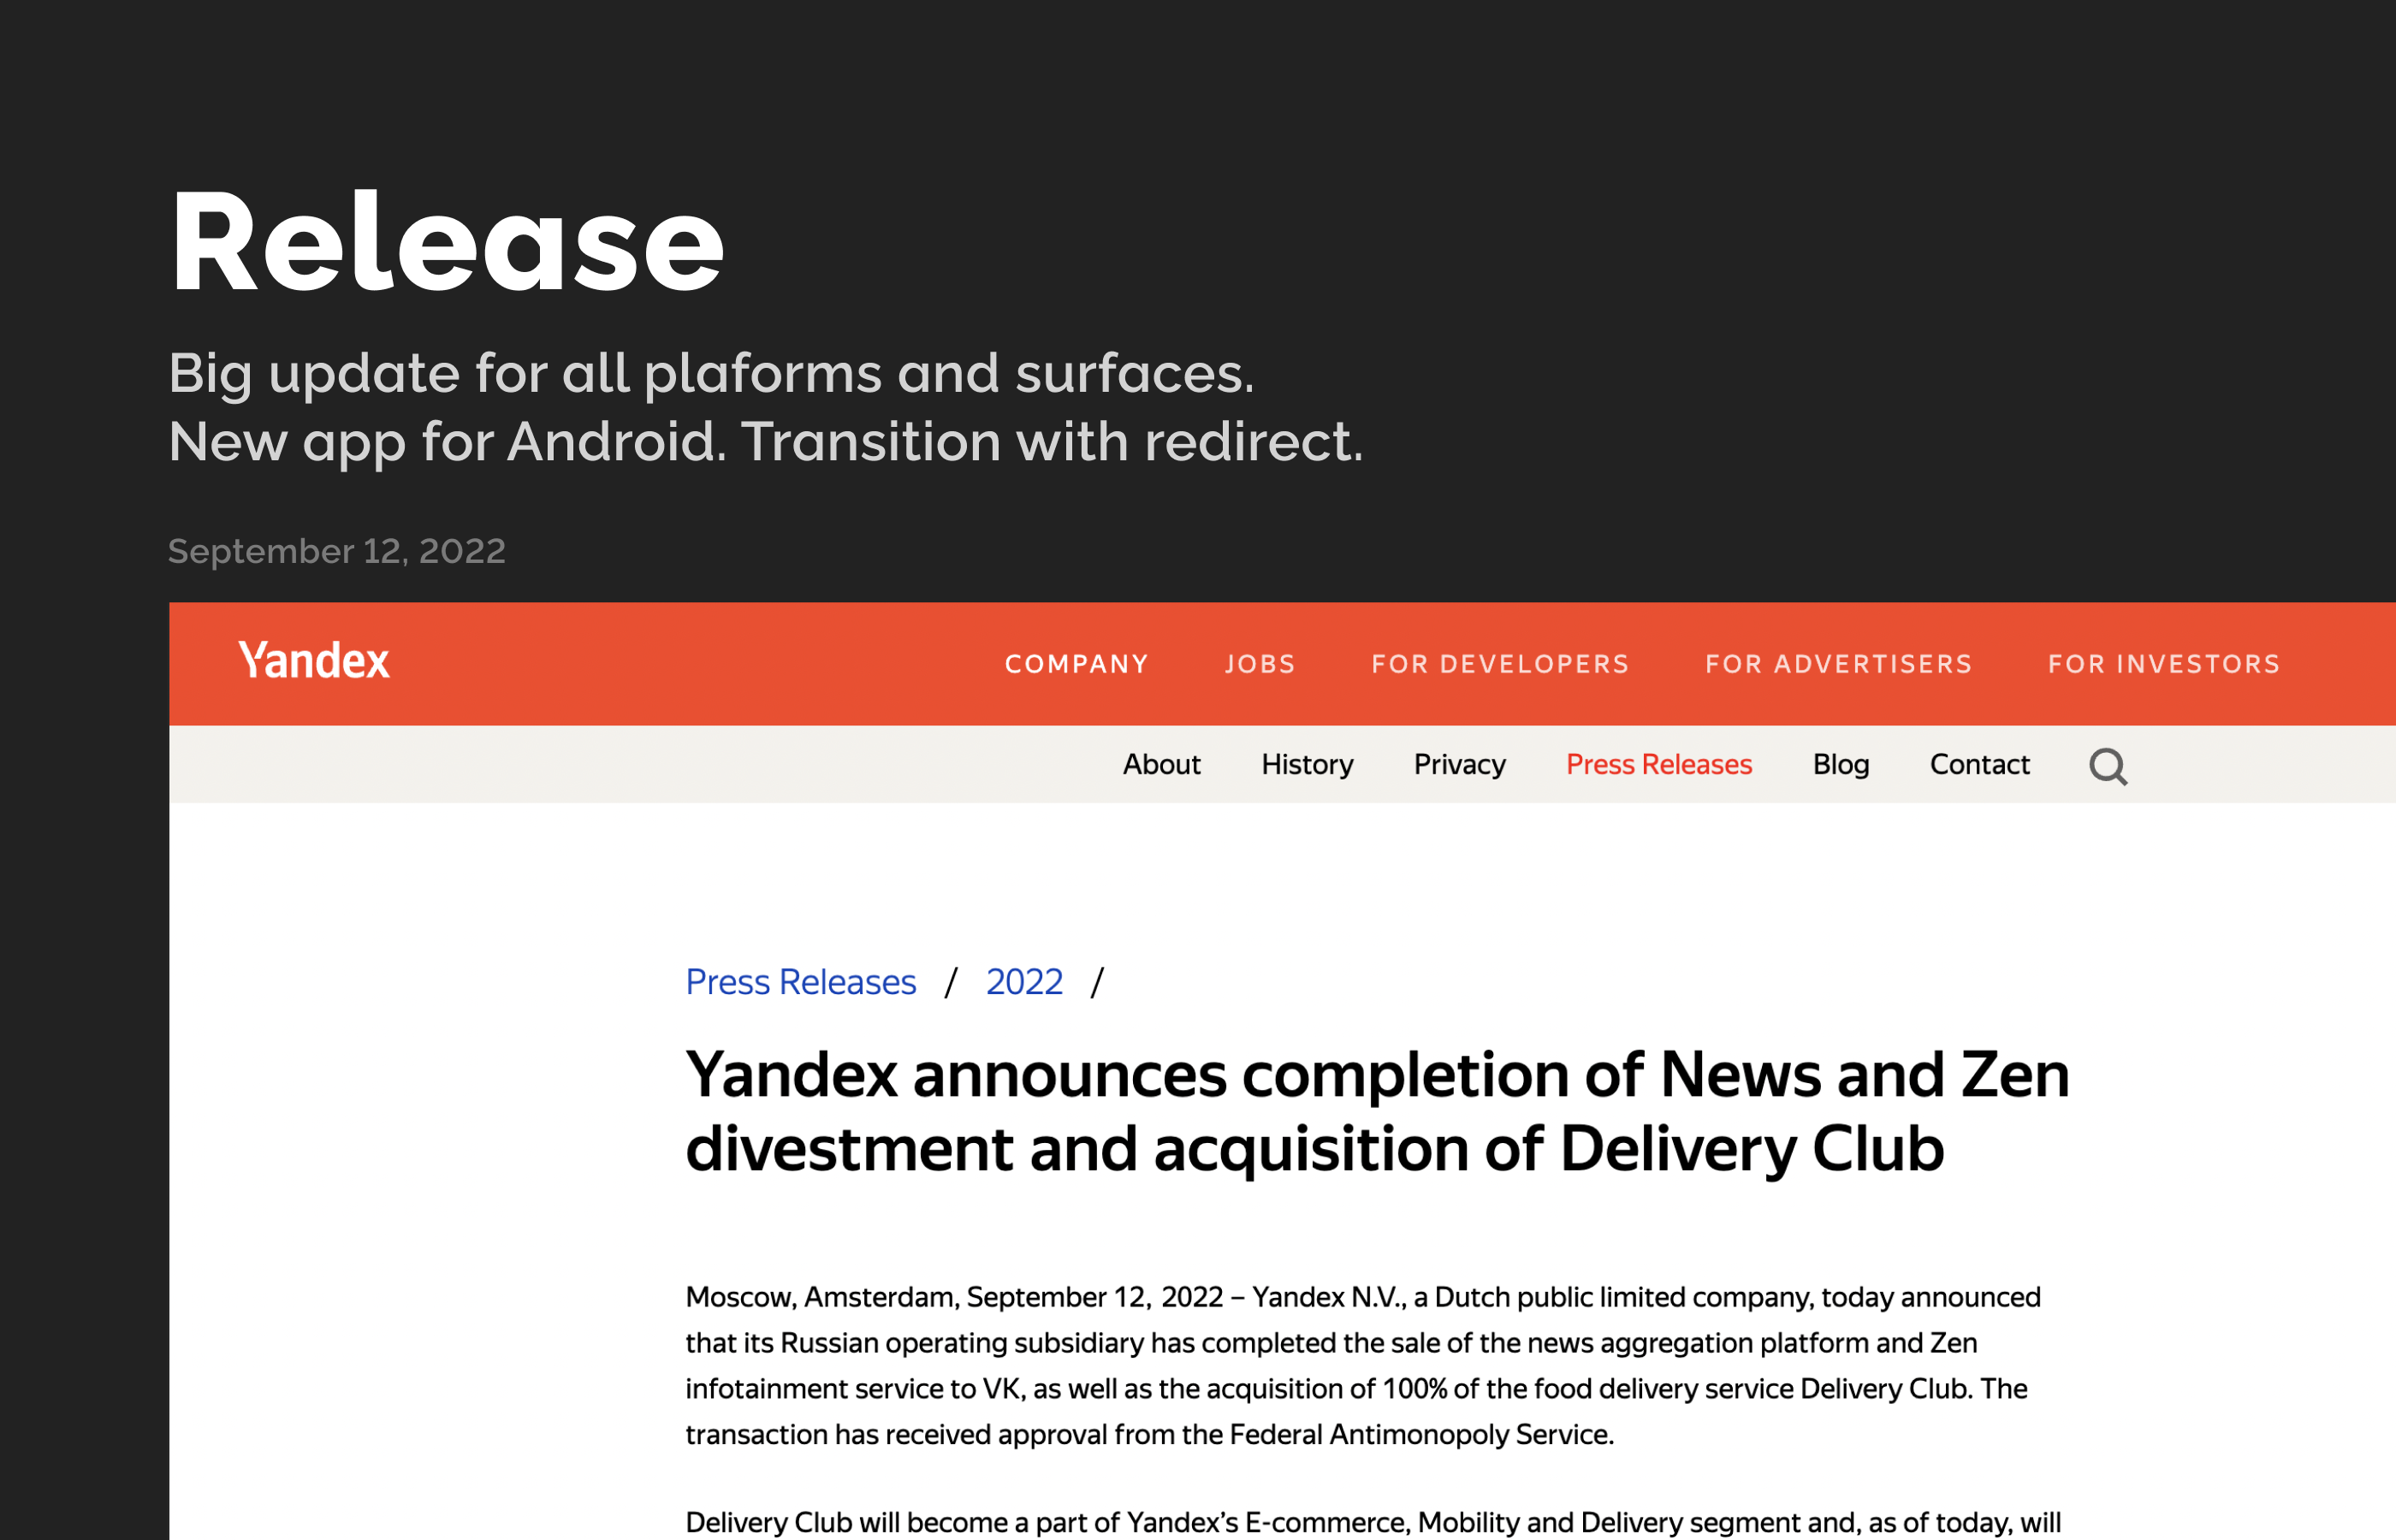 Release
Big update for all plaforms and surfaces.
New app for Android. Transition with redirect.
September 12, 2022
Yandex
COMPANY JOBS FOR DEVELOPERS FOR ADVERTISERS FOR INVESTORS
About History Privacy Press Releases Blog Contact
Press Releases / 2022 /
Yandex announces completion of News and Zen
divestment and acquisition of Delivery Club
Moscow, Amsterdam, September 12, 2022 – Yandex N.V., a Dutch public limited company, today announced
that its Russian operating subsidiary has completed the sale of the news aggregation platform and Zen
infotainment service to VK, as well as the acquisition of 100% of the food delivery service Delivery Club. The
transaction has received approval from the Federal Antimonopoly Service.
Delivery Club will become a part of Yandex’s E-commerce, Mobility and Delivery segment and, as of today, will